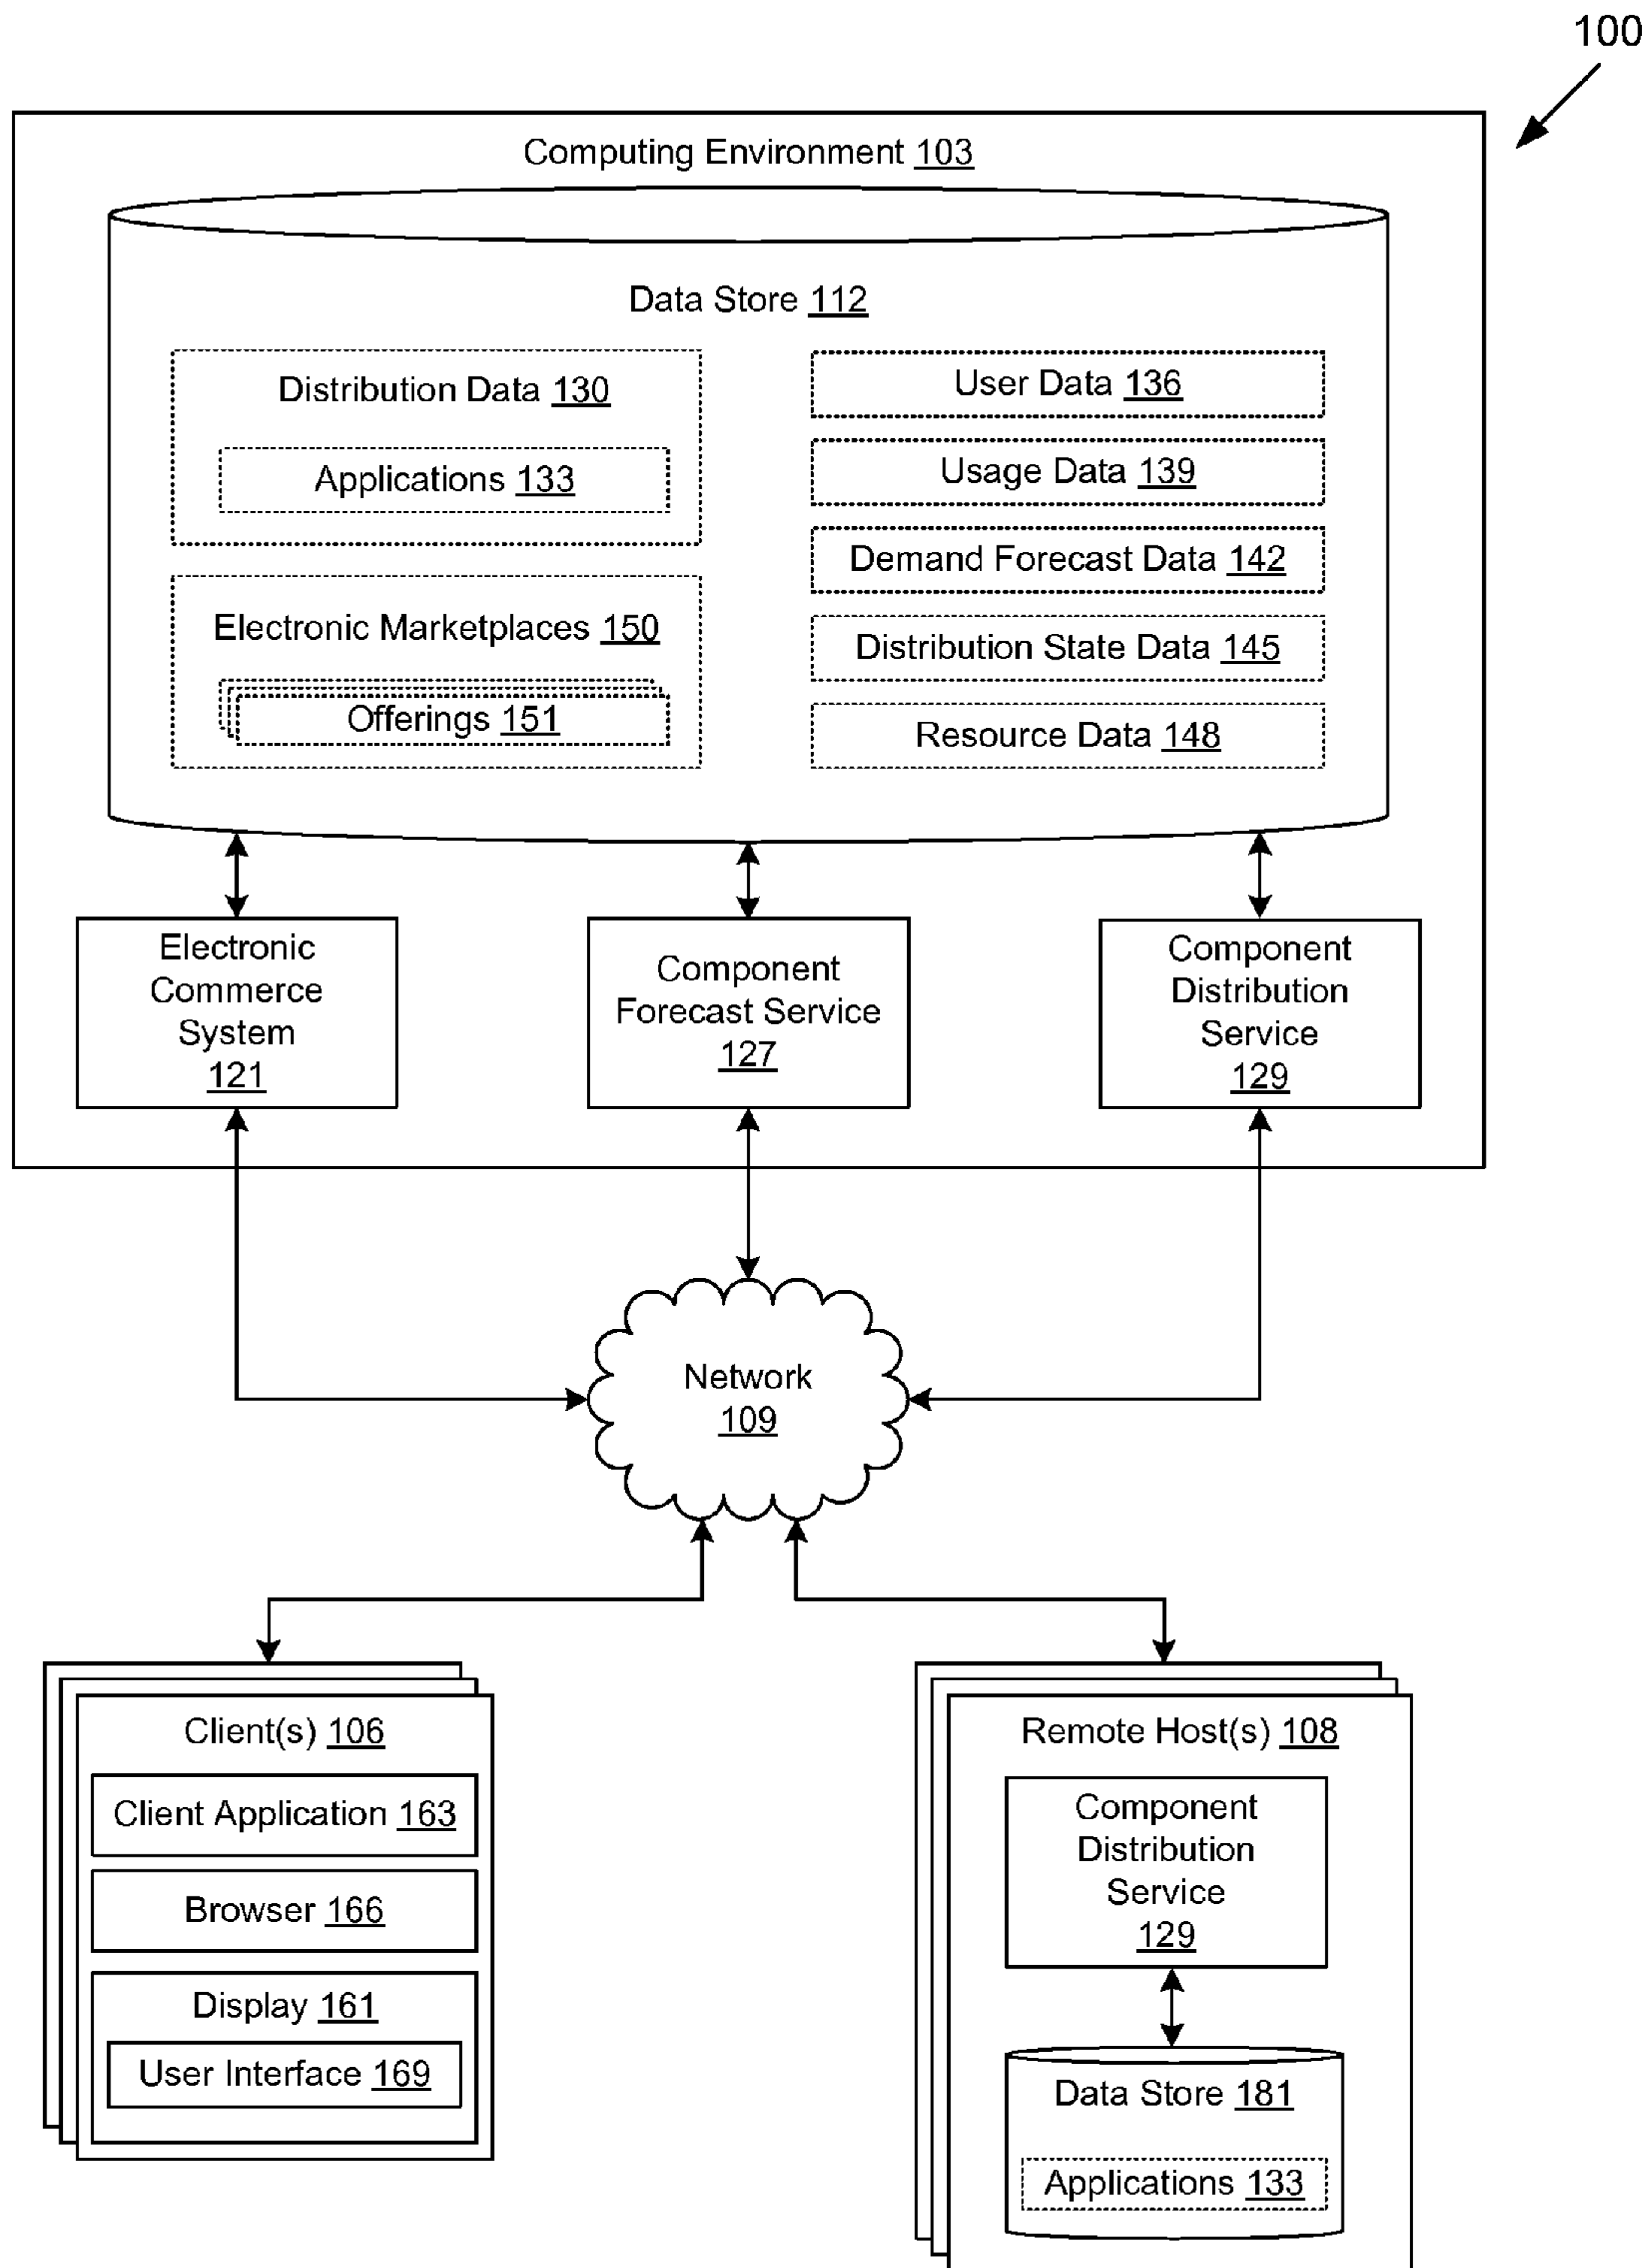 100
Computing Environment 103
Data Store 112
Distribution Data 130
Applications 133
Electronic Marketplaces 150
Offerings 151
User Data 136
Usage Data 139
Demand Forecast Data 142
Distribution State Data 145
Resource Data 148
Electronic
Commerce
System
121
Component
Forecast Service
127
Component
Distribution
Service
129
Network
109
Client(s) 106
Client Application 163
Browser 166
Display 161
User Interface 169
Remote Host(s) 108
Component
Distribution
Service
129
Data Store 181
Applications 133